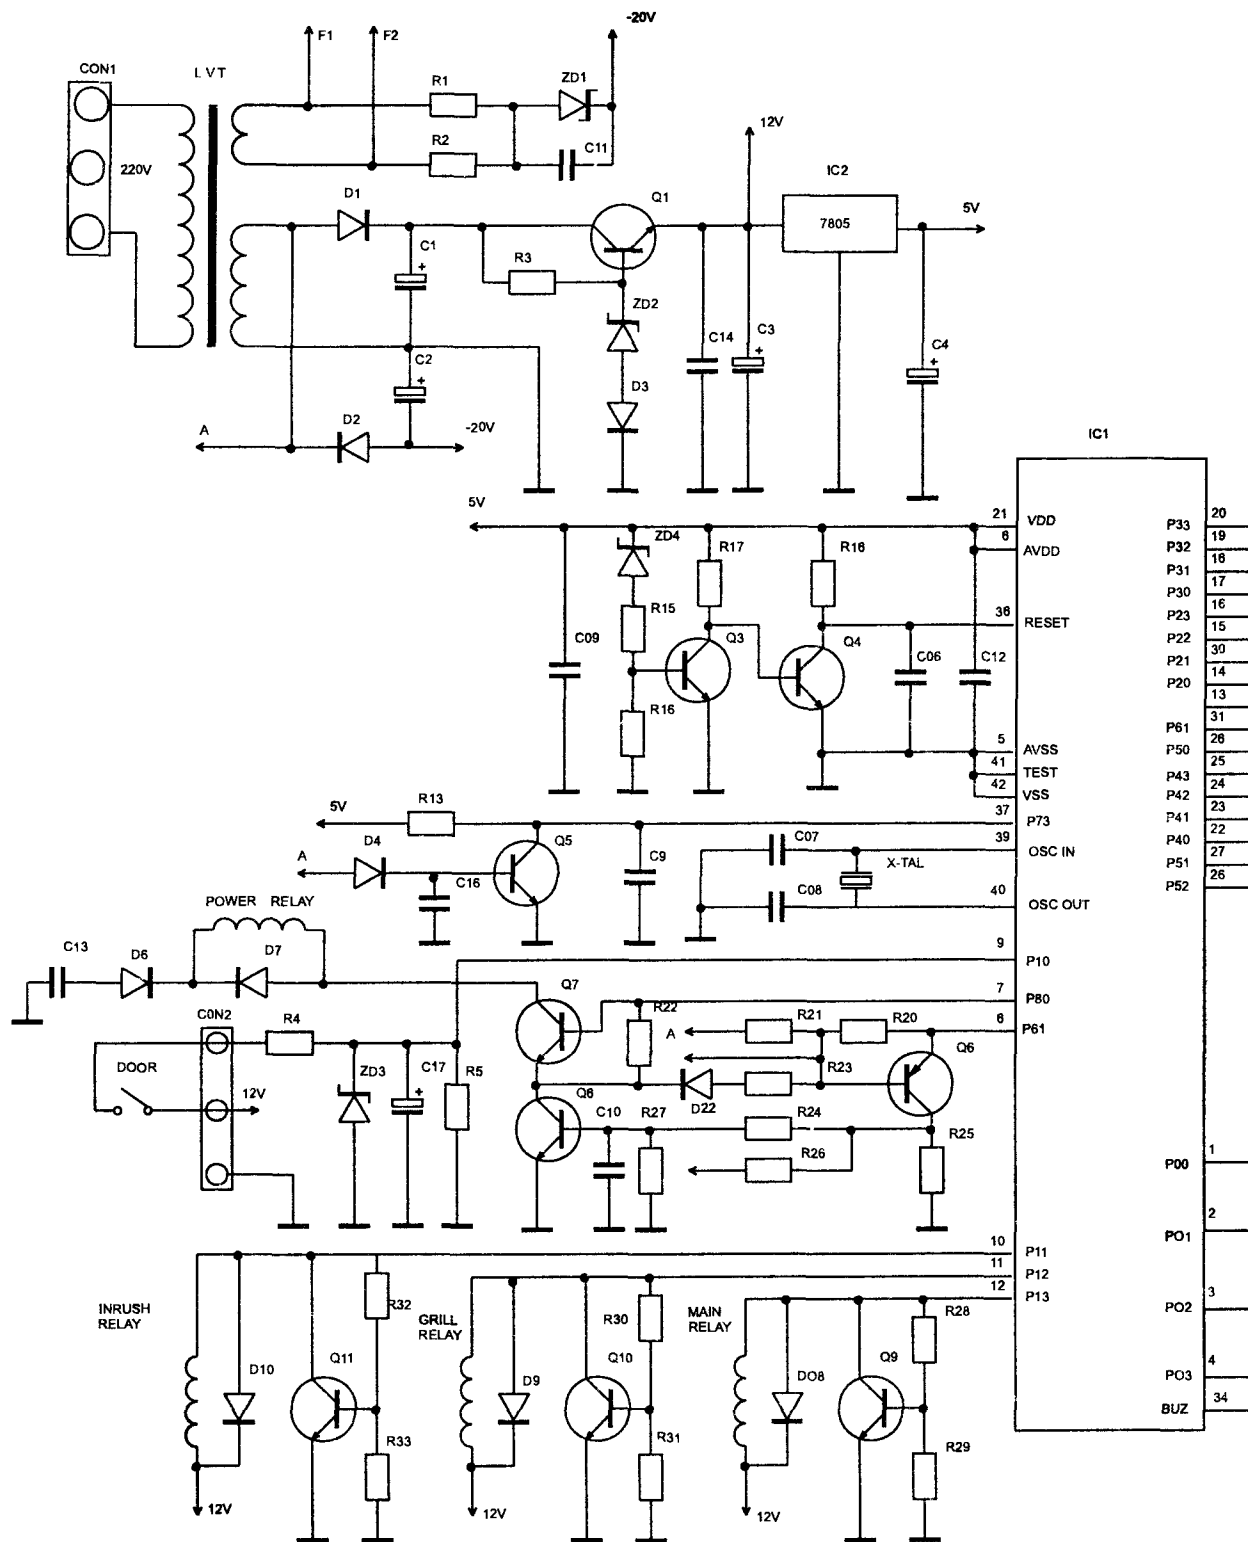 -20V
F1
F2
CON1
LVT
R1
ZD1
12V
R2
C11
220V
IC2
D1
Q1
5V
7805
C1
+
R3
ZD2
C14
C3
+
C4
+
C2
+
D3
D2
A
-20V
IC1
5V
21
VDD
P33
20
ZD4
R17
R16
6
AVDD
P32
19
P31
18
P30
17
R15
36
RESET
P23
16
C09
Q3
Q4
C06
C12
P22
15
P21
30
P20
14
13
R16
P61
31
5
AVSS
P50
26
41
TEST
P43
25
42
VSS
P42
24
5V
R13
37
P73
P41
23
D4
Q5
C07
39
OSC IN
P40
22
A
C16
C9
X-TAL
P51
27
C08
40
OSC OUT
P52
26
POWER RELAY
C13
D6
D7
9
P10
Q7
7
P80
CON2
R4
R22
R21
R20
6
P61
A
Q6
DOOR
ZD3
C17
+
R5
R23
12V
Q8
D22
C10
R27
R24
R25
R26
P00
1
2
PO1
10
P11
11
P12
12
P13
3
PO2
INRUSH
RELAY
R32
GRILL
RELAY
R30
MAIN
RELAY
R28
D10
Q11
D9
Q10
DO8
Q9
4
PO3
34
BUZ
R33
R31
R29
12V
12V
12V